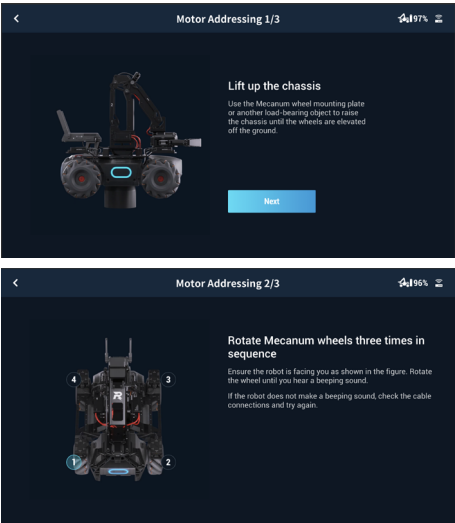 Motor Addressing 1/3
97%
Lift up the chassis
Use the Mecanum wheel mounting plate
or another load-bearing object to raise
the chassis until the wheels are elevated
off the ground.
Next
Motor Addressing 2/3
96%
4
3
R
1
2
Rotate Mecanum wheels three times in
sequence
Ensure the robot is facing you as shown in the figure. Rotate
the wheel until you hear a beeping sound.
If the robot does not make a beeping sound, check the cable
connections and try again.